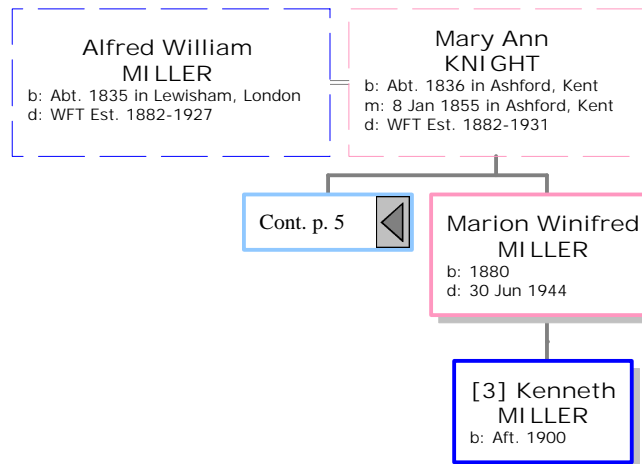 Alfred William
MILLER
b: Abt. 1835 in Lewisham, London
d: WFT Est. 1882-1927
Mary Ann
KNIGHT
b: Abt. 1836 in Ashford, Kent
m: 8 Jan 1855 in Ashford, Kent
d: WFT Est. 1882-1931
Cont. p. 5
Marion Winifred
MILLER
b: 1880
d: 30 Jun 1944
[3] Kenneth
MILLER
b: Aft. 1900